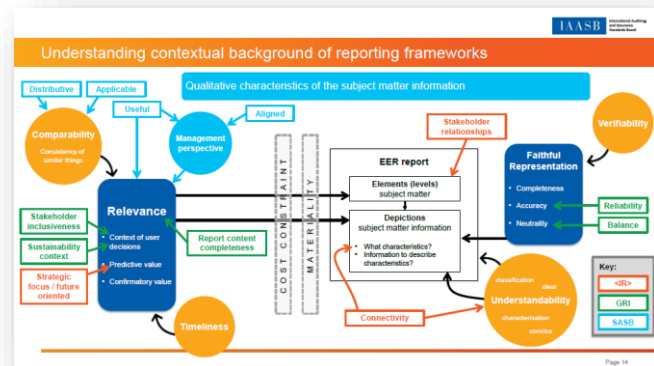 IAASB
International Auditing
and Assurance
Standards Board
Understanding contextual background of reporting frameworks
Qualitative characteristics of the subject matter information
Distributive
Applicable
Useful
Aligned
Comparability
Consistency of
similar things
Management
perspective
Stakeholder
relationships
Verifiability
COST CONSTRAINT
MATERIALITY
EER report
Elements (levels)
subject matter
Depictions
subject matter information
• What characteristics?
• Information to describe
characteristics?
Faithful
Representation
• Completeness
• Accuracy
• Neutrality
Reliability
Balance
Relevance
• Context of user
decisions
• Predictive value
• Confirmatory value
Stakeholder
inclusiveness
Sustainability
context
Strategic
focus / future
oriented
Report content
completeness
Timeliness
Connectivity
classification
clear
Understandability
characterisation
concise
Key:
<IR>
GRI
SASB
Page 14